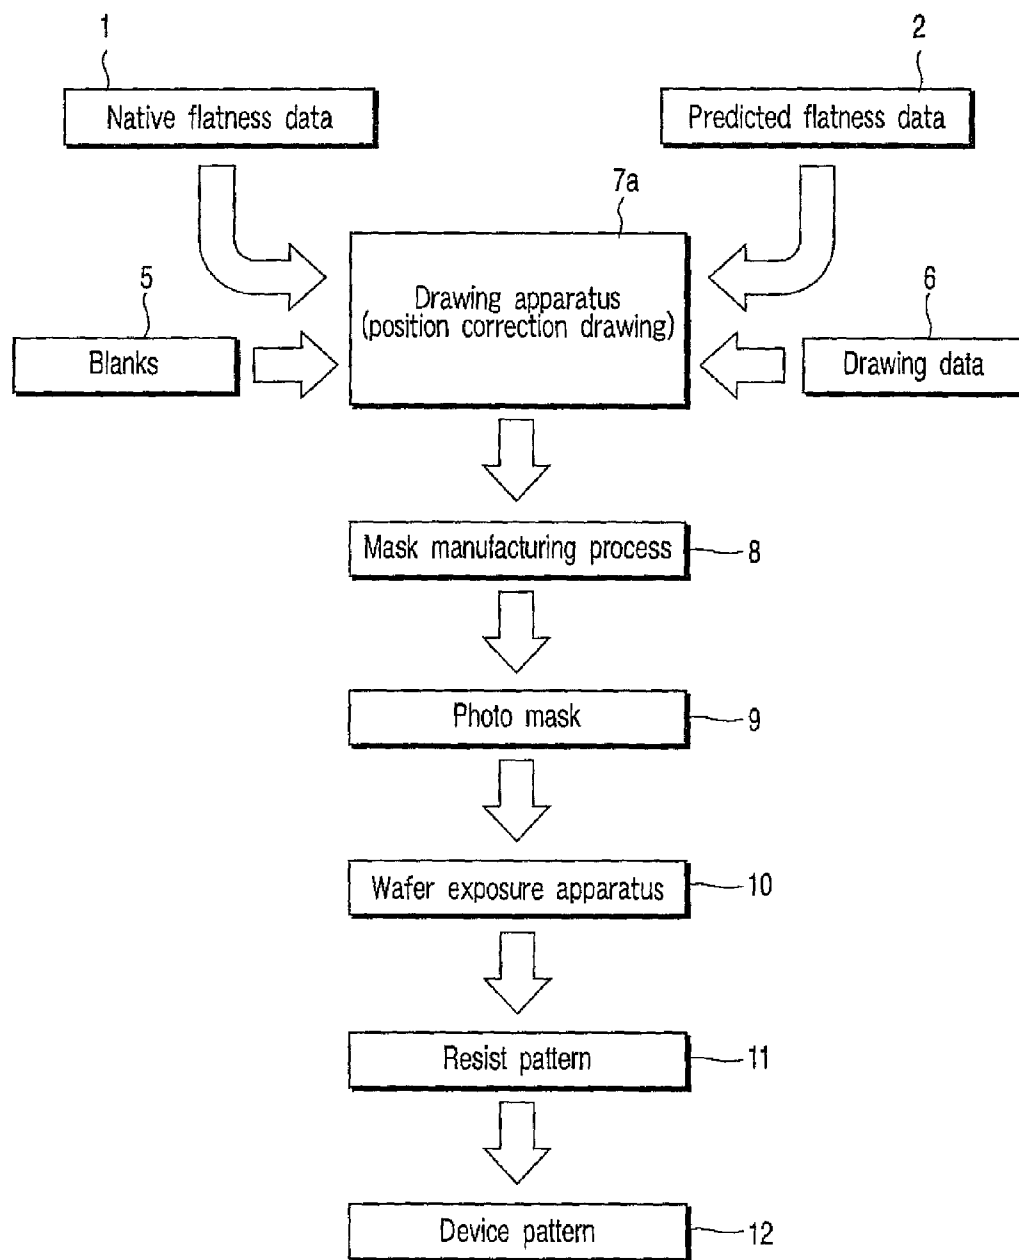 1
2
Native flatness data
Predicted flatness data
7a
5
Drawing apparatus
(position correction drawing)
6
Blanks
Drawing data
Mask manufacturing process
8
Photo mask
9
Wafer exposure apparatus
10
Resist pattern
11
Device pattern
12